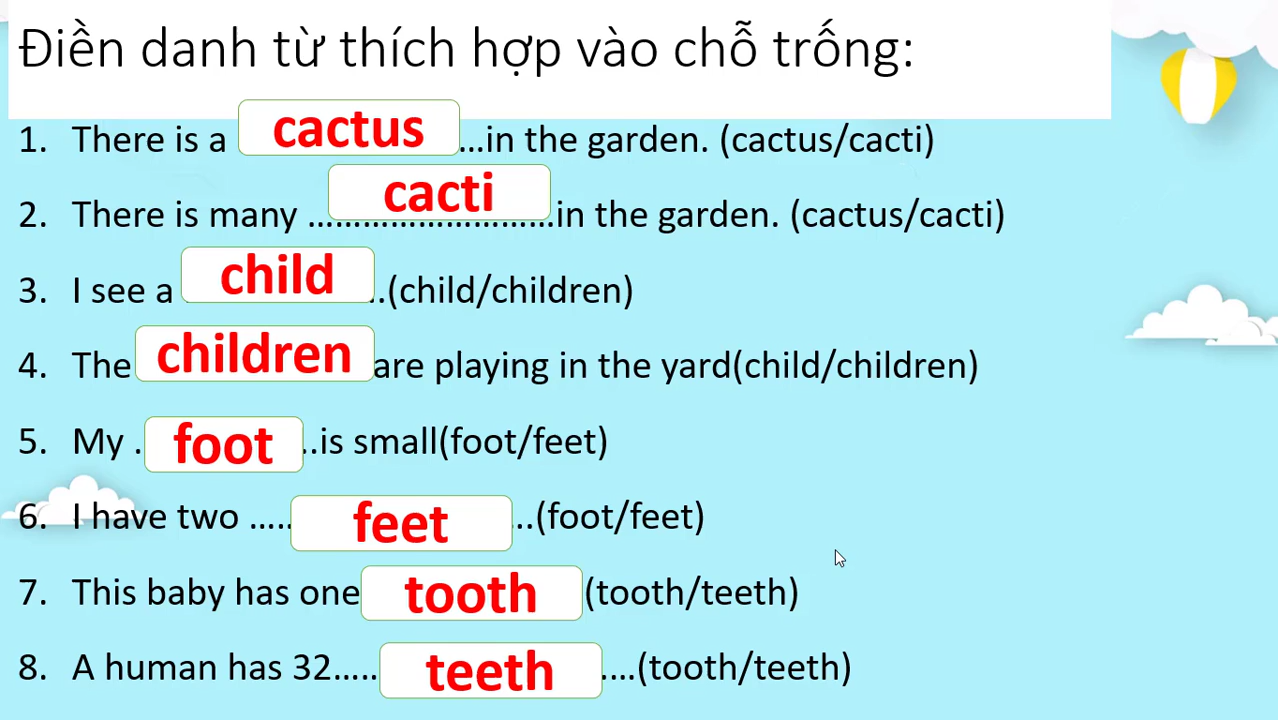 Điền danh từ thích hợp vào chỗ trống:
1. There is a cactus...in the garden. (cactus/cacti)
2. There is many cacti ...........................in the garden. (cactus/cacti)
3. I see a child ..(child/children)
4. The children are playing in the yard(child/children)
5. My . foot ..is small(foot/feet)
6. I have two ..... feet ...(foot/feet)
7. This baby has one tooth (tooth/teeth)
8. A human has 32..... teeth ....(tooth/teeth)